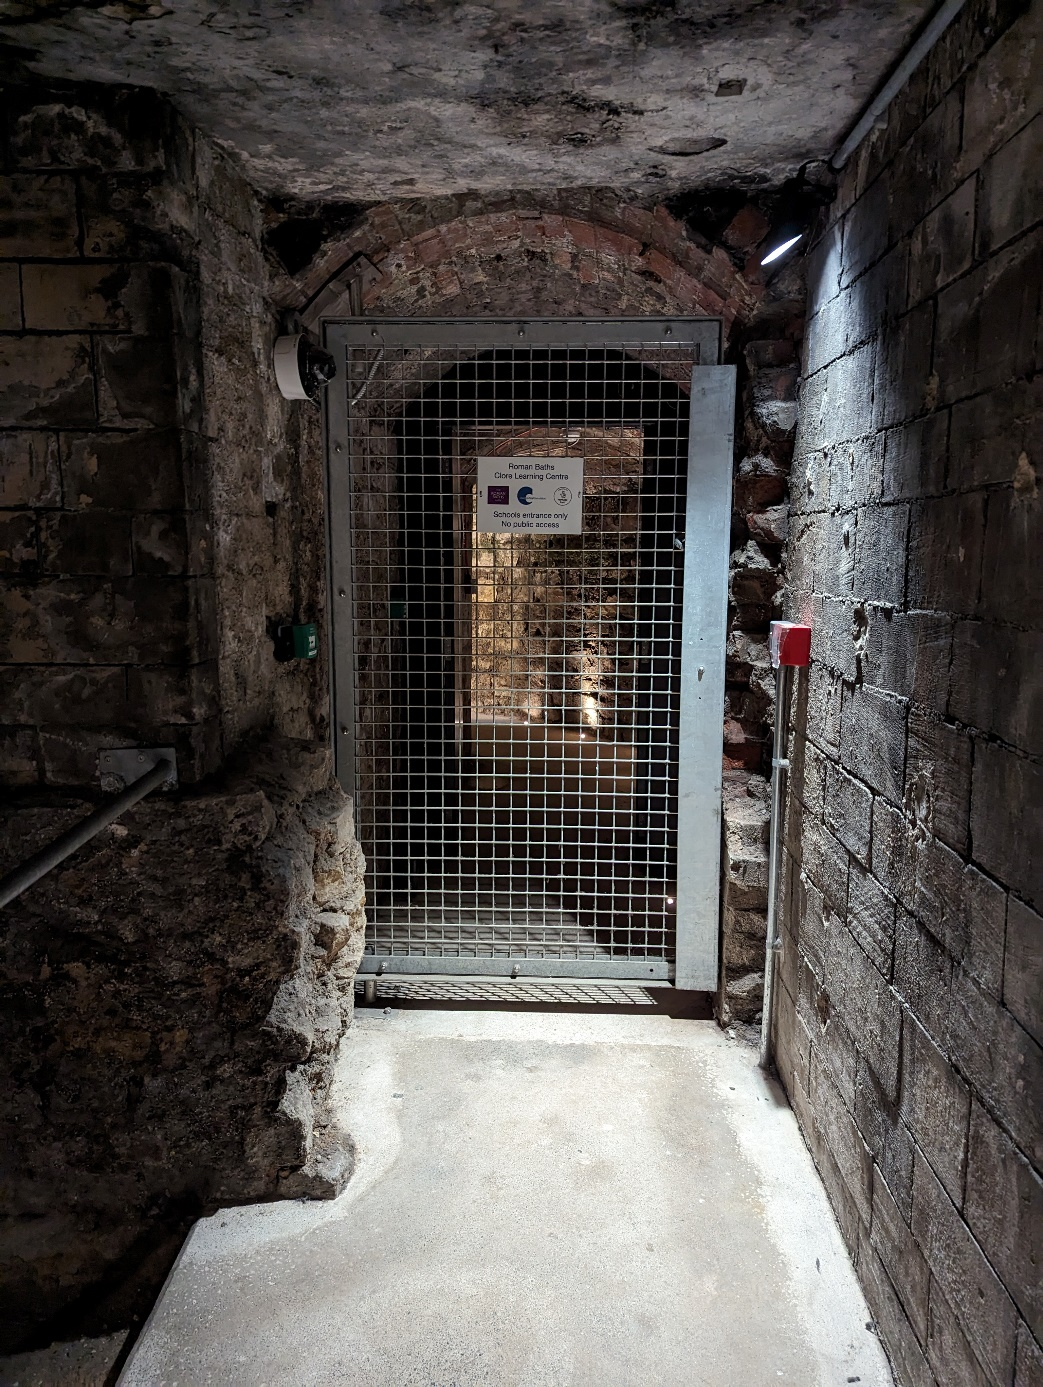 Roman Baths
Clore Learning Centre
Schools entrance only
No public access